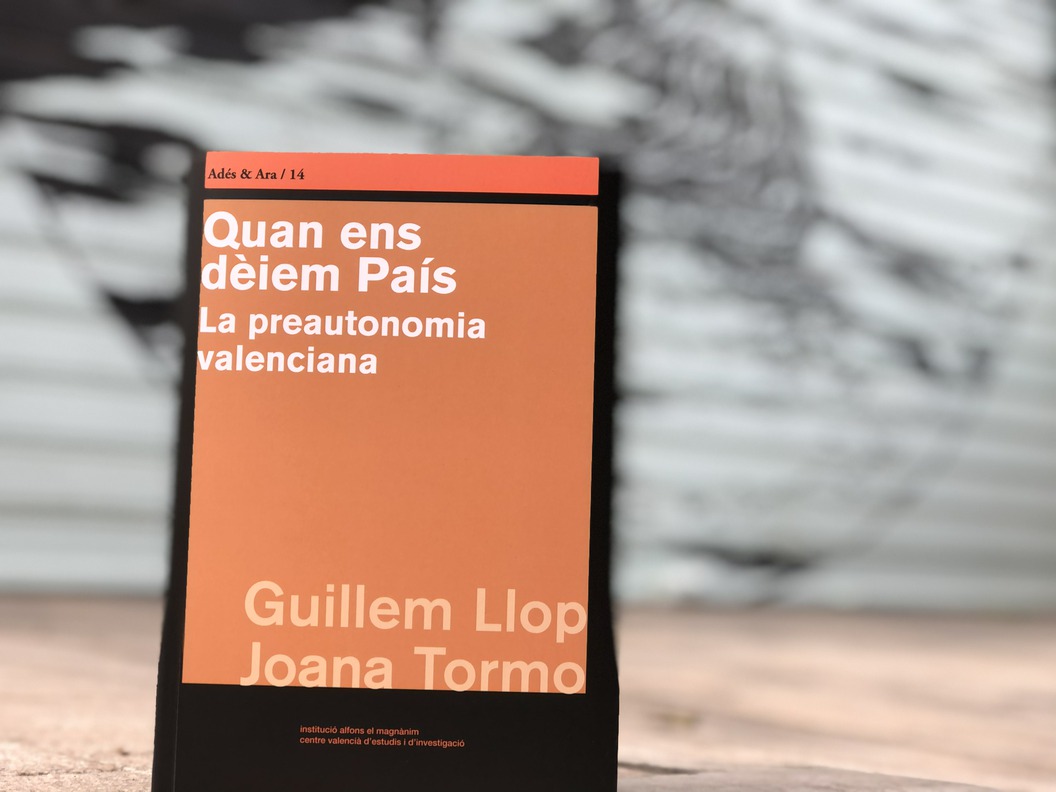 Adés & Ara / 14
Quan ens
dèiem País
La preautonomia
valenciana
Guillem Llop
Joana Tormo
institució alfons el magnànim
centre valencià d'estudis i d'investigació